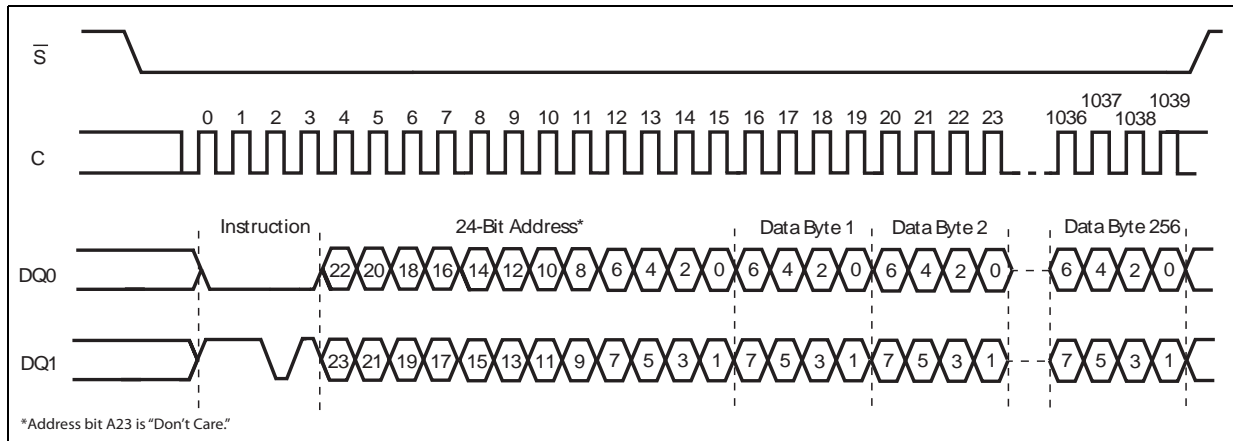 S
1037 1039
0 1 2 3 4 5 6 7 8 9 10 11 12 13 14 15 16 17 18 19 20 21 22 23 1036 1038
C
Instruction 24-Bit Address* Data Byte 1 Data Byte 2 Data Byte 256
DQ0 22 20 18 16 14 12 10 8 6 4 2 0 6 4 2 0 6 4 2 0 6 4 2 0
DQ1 23 21 19 17 15 13 11 9 7 5 3 1 7 5 3 1 7 5 3 1 7 5 3 1
*Address bit A23 is “Don’t Care.”